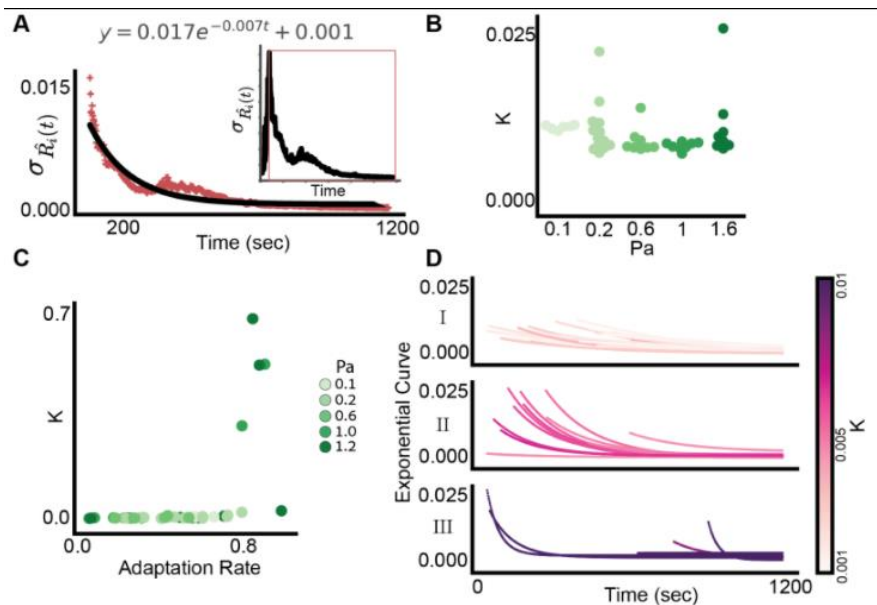 A
y = 0.017e^{-0.007t} + 0.001
0.015
0.000
σ_{R̂_i}(t)
200
1200
Time (sec)
σ_{R̂_i}(t)
Time
B
0.025
0.000
K
0.1
0.2
0.6
1
1.6
Pa
C
0.7
0.0
K
0.0
0.8
Adaptation Rate
Pa
0.1
0.2
0.6
1.0
1.2
D
Exponential Curve
0.025
I
0.000
0.025
II
0.000
0.025
III
0.000
0
1200
Time (sec)
0.01
0.005
0.001
K